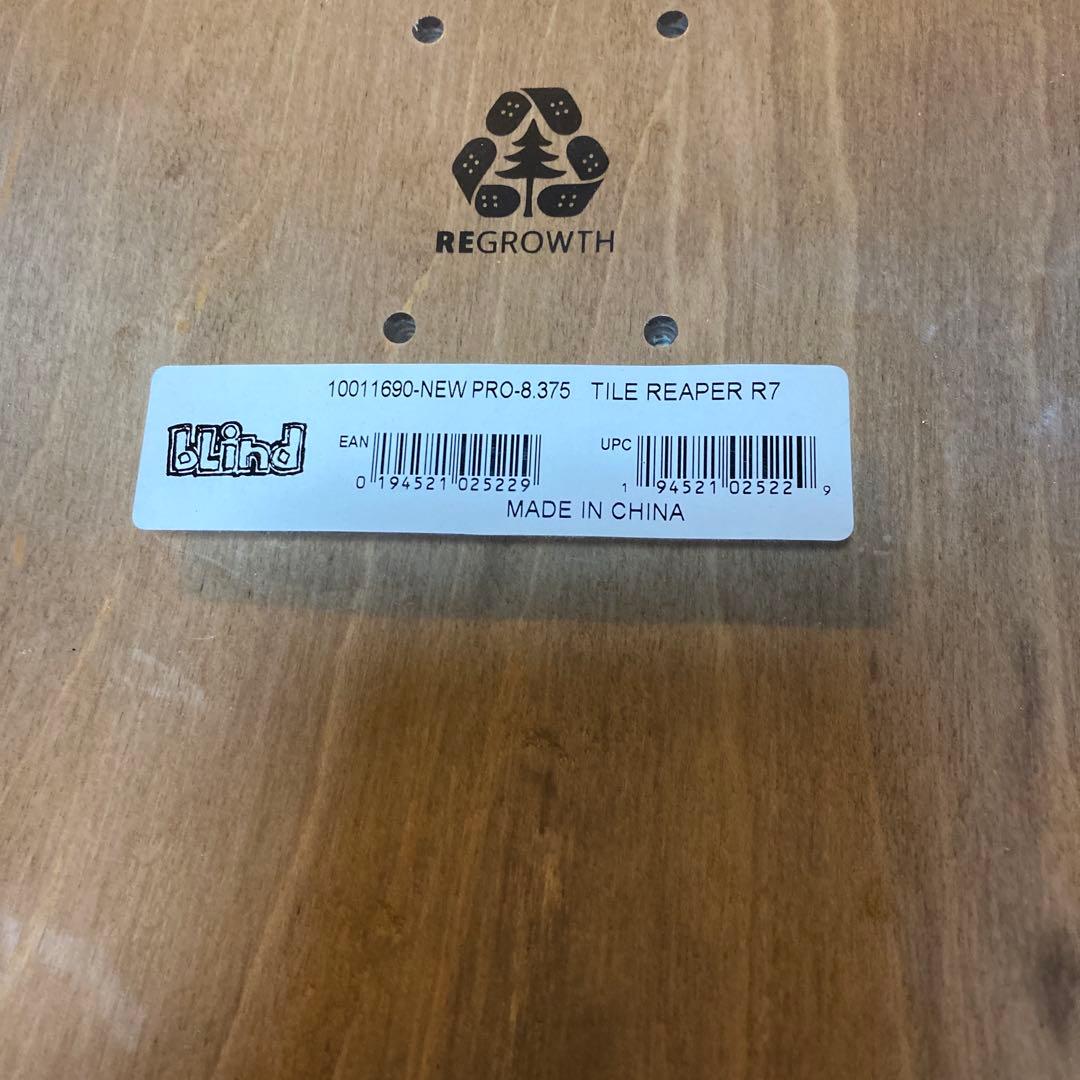 REGROWTH
10011690-NEW PRO-8.375 TILE REAPER R7
blind
EAN
0 194521 025229
UPC
1 94521 02522 9
MADE IN CHINA